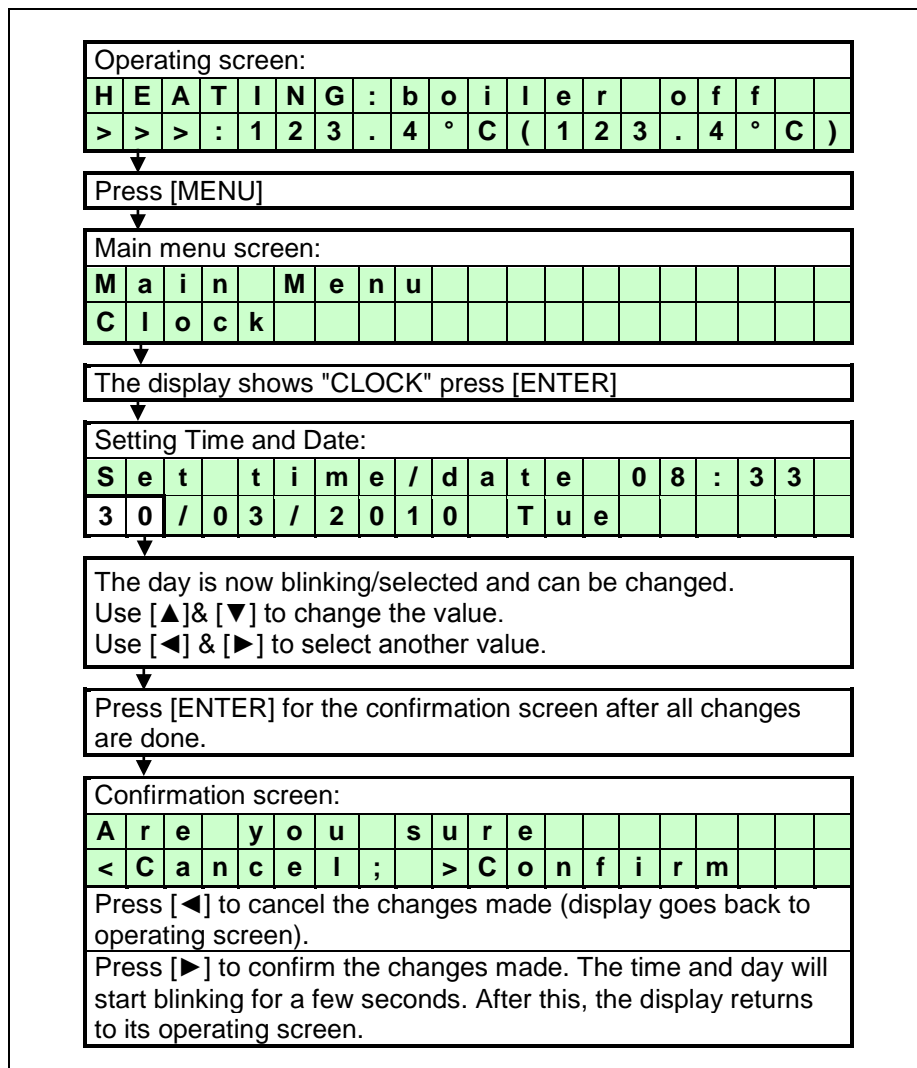 Operating screen:
HEATING:boiler off
>>>:123.4°C(123.4°C)
Press [MENU]
Main menu screen:
Main Menu
Clock
The display shows "CLOCK" press [ENTER]
Setting Time and Date:
Set time/date 08:33
30/03/2010 Tue
The day is now blinking/selected and can be changed.
Use [▲]& [▼] to change the value.
Use [◄] & [►] to select another value.
Press [ENTER] for the confirmation screen after all changes
are done.
Confirmation screen:
Are you sure
<Cancel; >Confirm
Press [◄] to cancel the changes made (display goes back to
operating screen).
Press [►] to confirm the changes made. The time and day will
start blinking for a few seconds. After this, the display returns
to its operating screen.